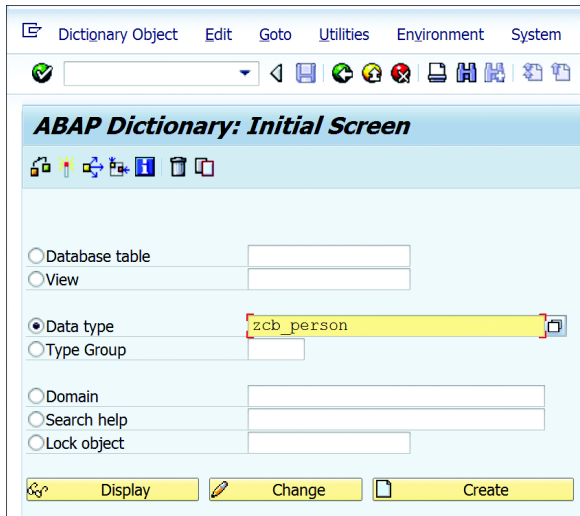 Dictionary Object Edit Goto Utilities Environment System
ABAP Dictionary: Initial Screen
Database table
View
Data type zcb_person
Type Group
Domain
Search help
Lock object
Display Change Create